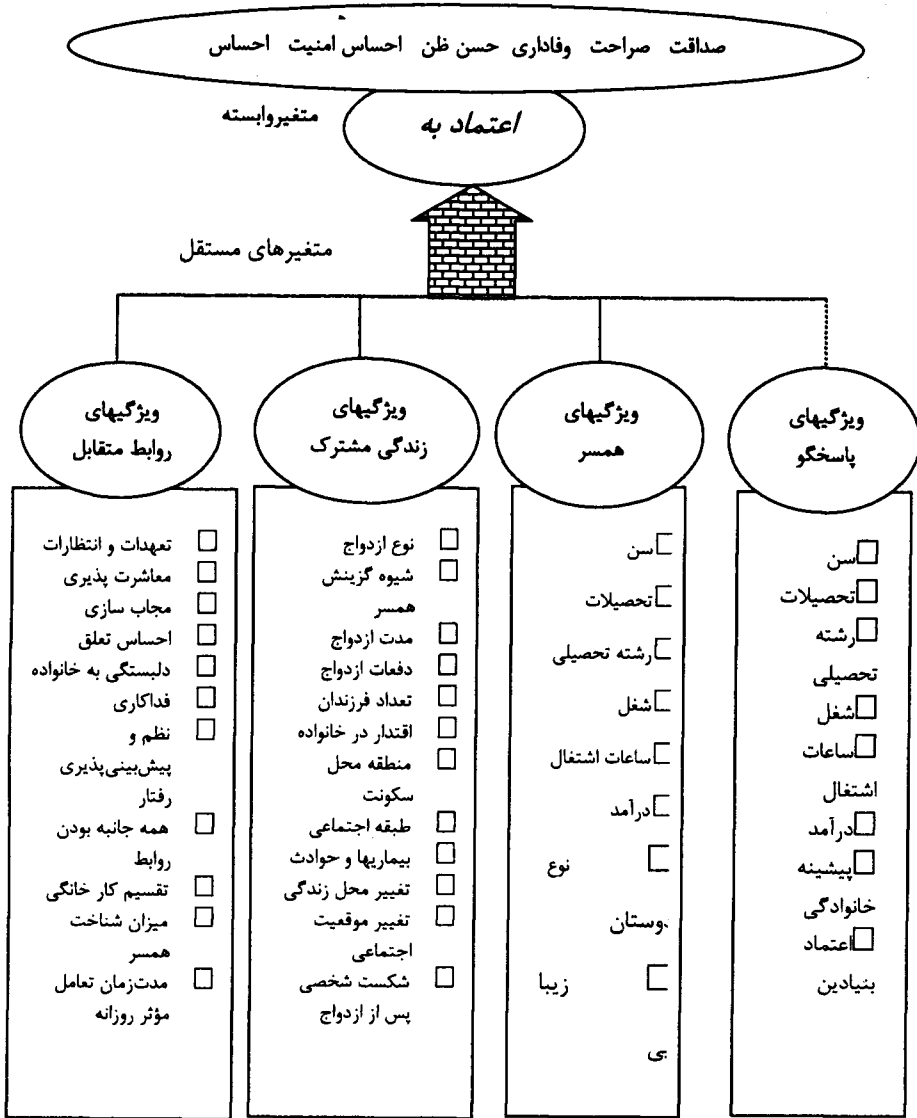 صداقت صراحت وفاداری حسن ظن احساس امنیت احساس
اعتماد به
متغیروابسته
متغیرهای مستقل
ویژگیهای
پاسخگو
سن
تحصیلات
رشته
تحصیلی
شغل
ساعات
اشتغال
درآمد
پیشینه
خانوادگی
اعتماد
بنیادین
ویژگیهای
همسر
سن
تحصیلات
رشته تحصیلی
شغل
ساعات اشتغال
درآمد
نوع
دوستان
زیبا
یی
ویژگیهای
زندگی مشترک
نوع ازدواج
شیوه گزینش
همسر
مدت ازدواج
دفعات ازدواج
تعداد فرزندان
اقتدار در خانواده
منطقه محل
سکونت
طبقه اجتماعی
بیماریها و حوادث
تغییر محل زندگی
تغییر موقعیت
اجتماعی
شکست شخصی
پس از ازدواج
ویژگیهای
روابط متقابل
تعهدات و انتظارات
معاشرت پذیری
مجاب سازی
احساس تعلق
دلبستگی به خانواده
فداکاری
نظم و
پیش‌بینی‌پذیری
رفتار
همه جانبه بودن
روابط
تقسیم کار خانگی
میزان شناخت
همسر
مدت‌زمان تعامل
مؤثر روزانه